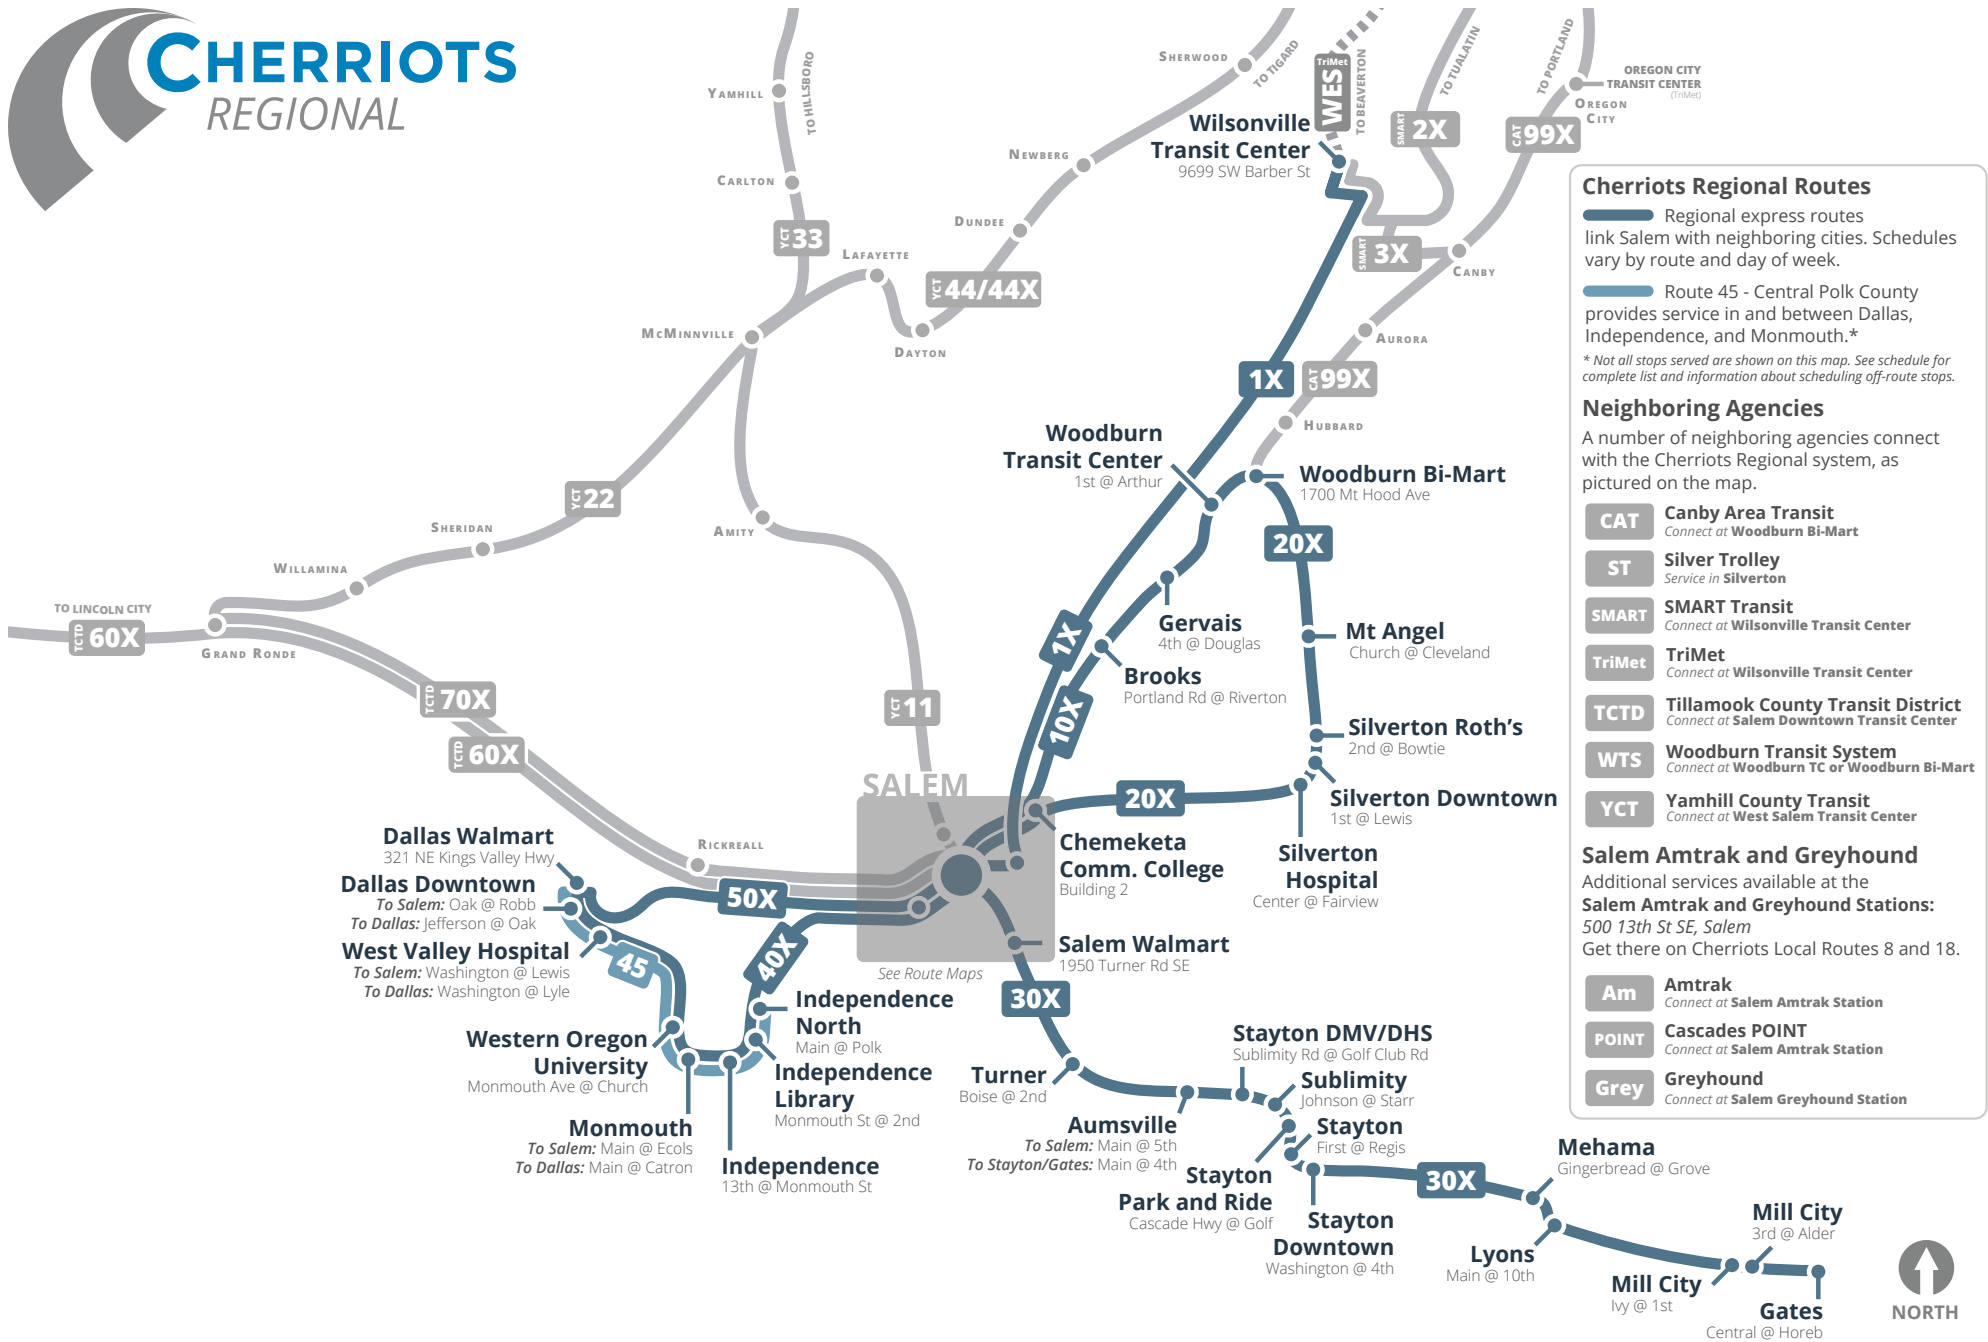 CHERRIOTS
REGIONAL
YAMHILL
TO HILLSBORO
CARLTON
YCT 33
SHERWOOD
TO TIGARD
NEWBERG
DUNDEE
LAFAYETTE
YCT 44/44X
DAYTON
MCMINNVILLE
TriMet
WES
TO BEAVERTON
TO TUALATIN
SMART 2X
TO PORTLAND
CAT 99X
OREGON CITY
TRANSIT CENTER
(TriMet)
OREGON
CITY
Wilsonville
Transit Center
9699 SW Barber St
SMART 3X
CANBY
AURORA
1X
CAT 99X
HUBBARD
Woodburn
Transit Center
1st @ Arthur
Woodburn Bi-Mart
1700 Mt Hood Ave
20X
YCT 22
AMITY
SHERIDAN
WILLAMINA
TO LINCOLN CITY
TCTD 60X
GRAND RONDE
TCTD 70X
TCTD 60X
YCT 11
1X
10X
Gervais
4th @ Douglas
Brooks
Portland Rd @ Riverton
Mt Angel
Church @ Cleveland
Silverton Roth's
2nd @ Bowtie
Silverton Downtown
1st @ Lewis
20X
Silverton
Hospital
Center @ Fairview
SALEM
Chemeketa
Comm. College
Building 2
RICKREALL
Dallas Walmart
321 NE Kings Valley Hwy
Dallas Downtown
To Salem: Oak @ Robb
To Dallas: Jefferson @ Oak
West Valley Hospital
To Salem: Washington @ Lewis
To Dallas: Washington @ Lyle
50X
45
40X
See Route Maps
Salem Walmart
1950 Turner Rd SE
30X
Independence
North
Main @ Polk
Western Oregon
University
Monmouth Ave @ Church
Independence
Library
Monmouth St @ 2nd
Monmouth
To Salem: Main @ Ecols
To Dallas: Main @ Catron
Independence
13th @ Monmouth St
Turner
Boise @ 2nd
Aumsville
To Salem: Main @ 5th
To Stayton/Gates: Main @ 4th
Stayton DMV/DHS
Sublimity Rd @ Golf Club Rd
Sublimity
Johnson @ Starr
Stayton
First @ Regis
Stayton
Park and Ride
Cascade Hwy @ Golf
Stayton
Downtown
Washington @ 4th
30X
Mehama
Gingerbread @ Grove
Lyons
Main @ 10th
Mill City
3rd @ Alder
Mill City
Ivy @ 1st
Gates
Central @ Horeb
NORTH
Cherriots Regional Routes
Regional express routes
link Salem with neighboring cities. Schedules
vary by route and day of week.
Route 45 - Central Polk County
provides service in and between Dallas,
Independence, and Monmouth.*
* Not all stops served are shown on this map. See schedule for
complete list and information about scheduling off-route stops.
Neighboring Agencies
A number of neighboring agencies connect
with the Cherriots Regional system, as
pictured on the map.
CAT Canby Area Transit
Connect at Woodburn Bi-Mart
ST Silver Trolley
Service in Silverton
SMART SMART Transit
Connect at Wilsonville Transit Center
TriMet TriMet
Connect at Wilsonville Transit Center
TCTD Tillamook County Transit District
Connect at Salem Downtown Transit Center
WTS Woodburn Transit System
Connect at Woodburn TC or Woodburn Bi-Mart
YCT Yamhill County Transit
Connect at West Salem Transit Center
Salem Amtrak and Greyhound
Additional services available at the
Salem Amtrak and Greyhound Stations:
500 13th St SE, Salem
Get there on Cherriots Local Routes 8 and 18.
Am Amtrak
Connect at Salem Amtrak Station
POINT Cascades POINT
Connect at Salem Amtrak Station
Grey Greyhound
Connect at Salem Greyhound Station